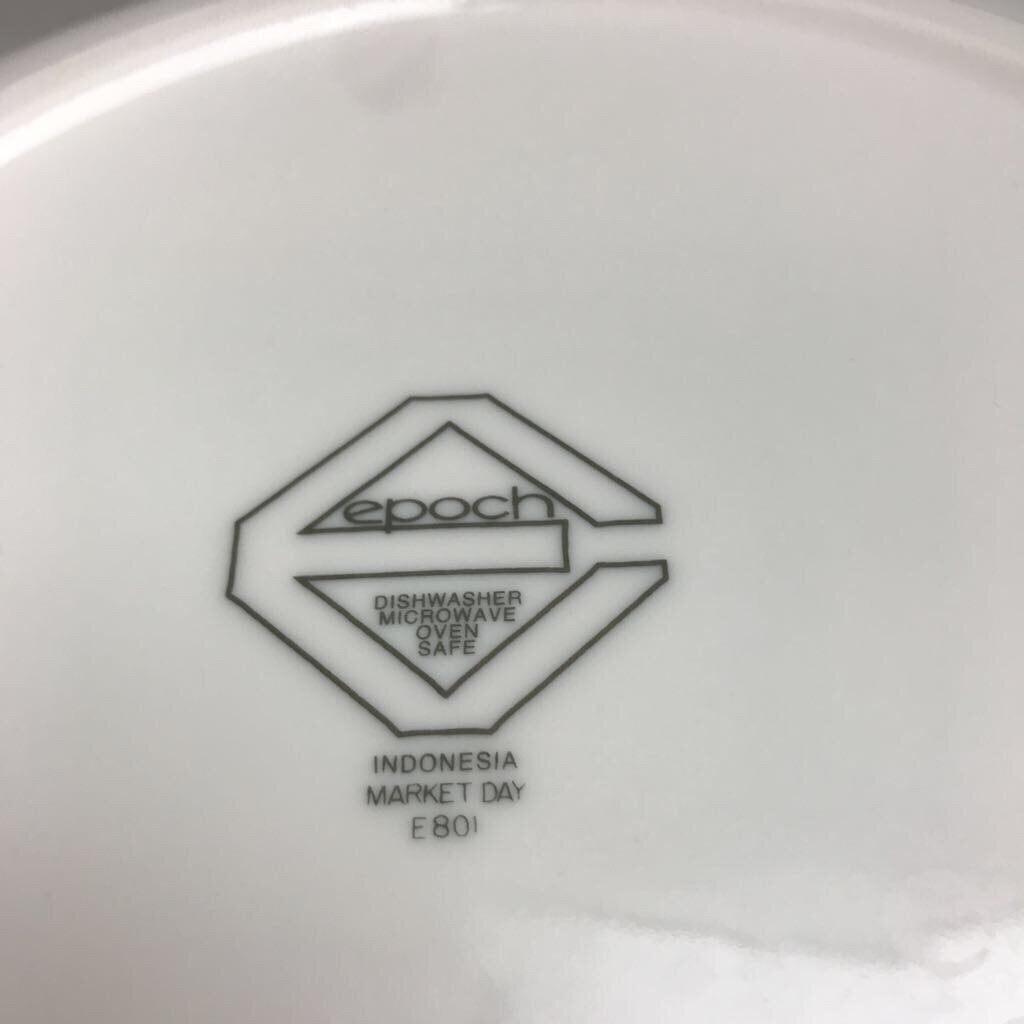 epoch
DISHWASHER
MICROWAVE
OVEN
SAFE
INDONESIA
MARKET DAY
E801